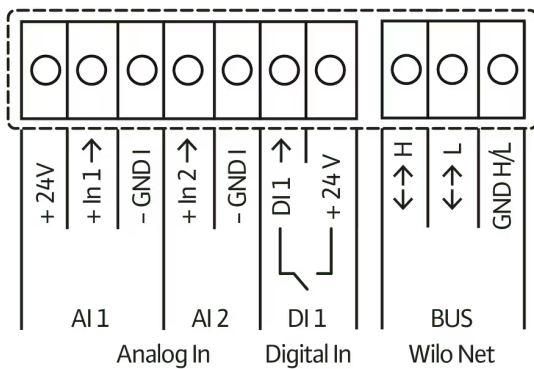 + 24V
+ In 1 →
- GND I
+ In 2 →
- GND I
DI 1 →
+ 24 V
↔ H
↔ L
GND H/L
AI 1
AI 2
DI 1
BUS
Analog In
Digital In
Wilo Net